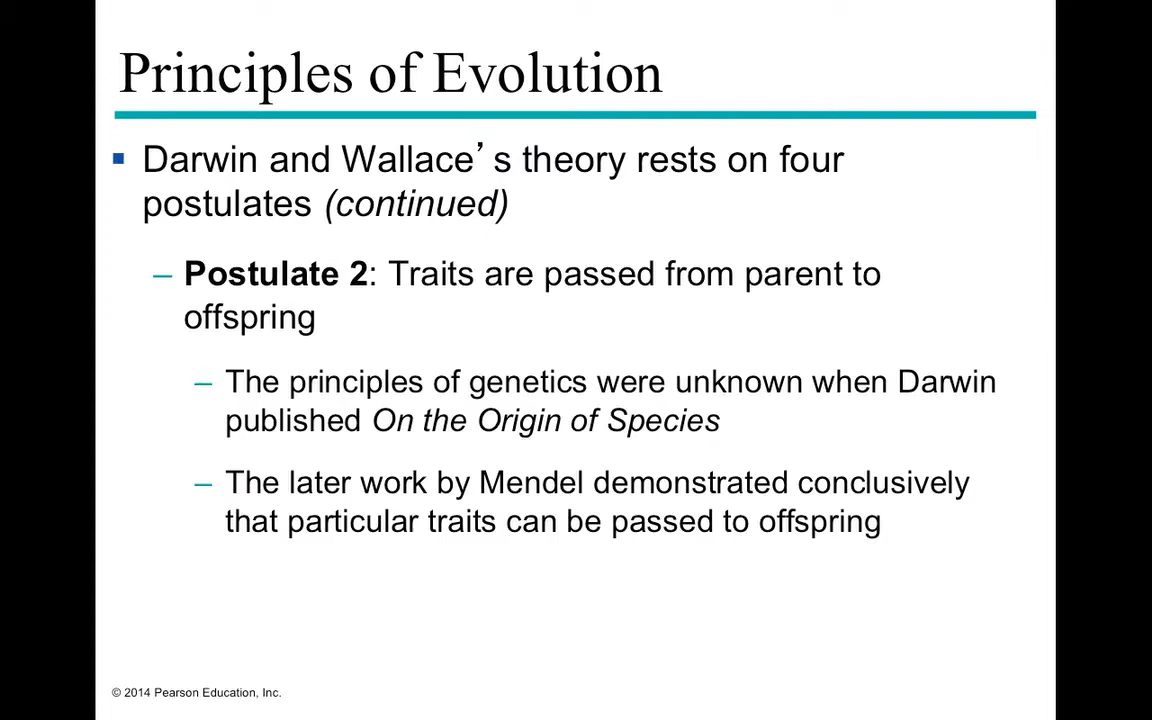 Principles of Evolution
▪ Darwin and Wallace’s theory rests on four
postulates (continued)
– Postulate 2: Traits are passed from parent to
offspring
– The principles of genetics were unknown when Darwin
published On the Origin of Species
– The later work by Mendel demonstrated conclusively
that particular traits can be passed to offspring
© 2014 Pearson Education, Inc.